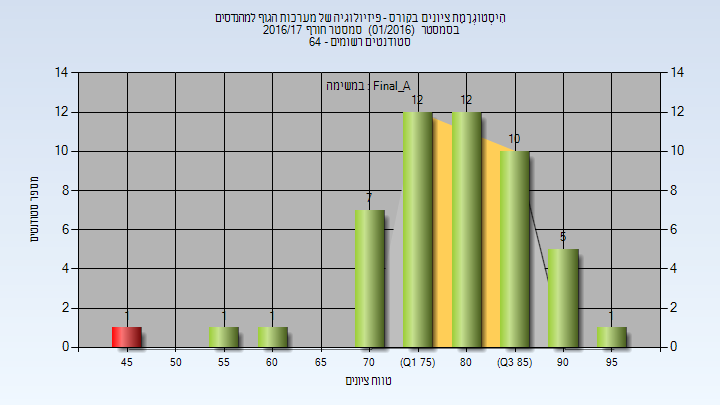 הִיסְטוֹגְרָמַת ציונים בקורס - פיזיולוגיה של מערכות הגוף למהנדסים
בסמסטר (01/2016) סמסטר חורף 2016/17
סטודנטים רשומים - 64
במשימה : Final_A
14 14
12 12
10 10
8 8
6 6
4 4
2 2
0 0
1 1 1 7 12 12 10 5 1
45 50 55 60 65 70 (Q1 75) 80 (Q3 85) 90 95
מספר סטודנטים
טווח ציונים